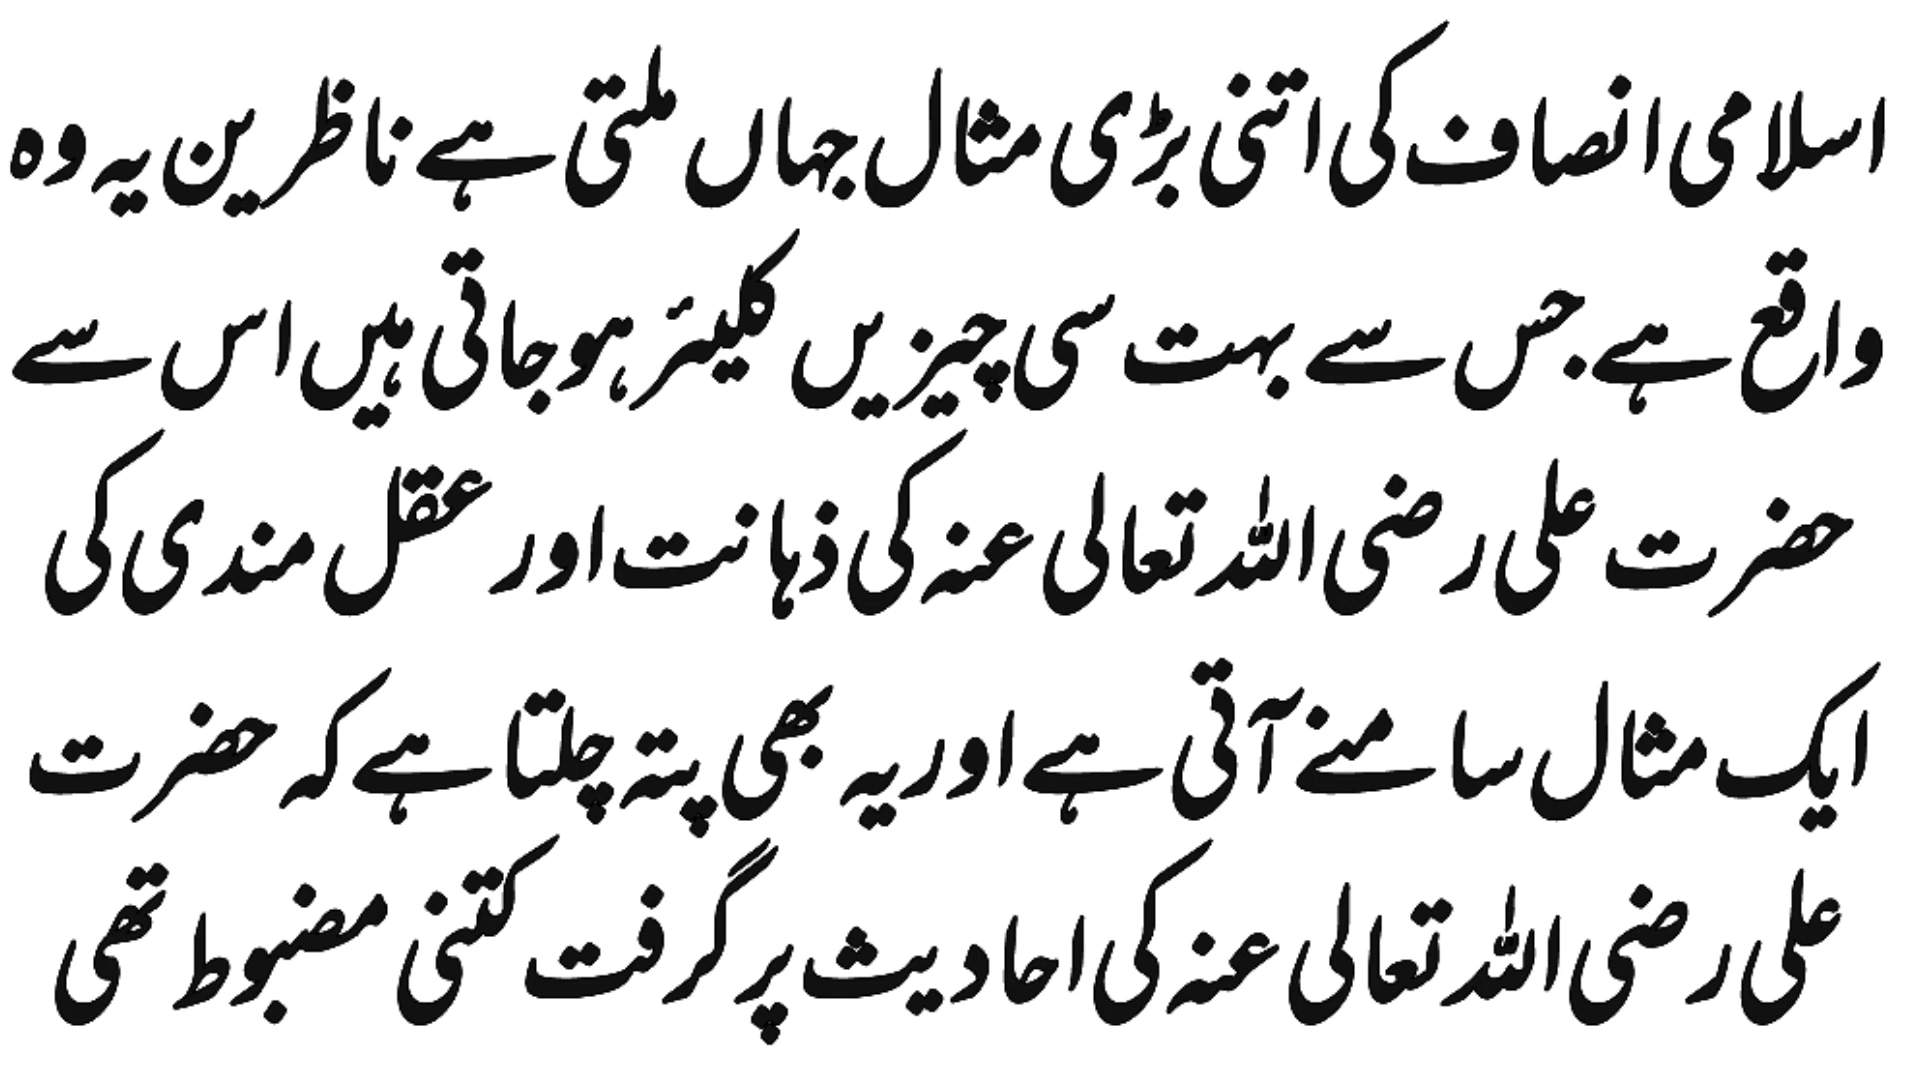 اسلامی انصاف کی اتنی بڑی مثال جہاں ملتی ہے ناظرین یہ وہ
واقع ہے جس سے بہت سی چیزیں کلیئر ہو جاتی ہیں اس سے
حضرت علی رضی اللہ تعالی عنہ کی ذہانت اور عقل مندی کی
ایک مثال سامنے آتی ہے اور یہ بھی پتہ چلتا ہے کہ حضرت
علی رضی اللہ تعالی عنہ کی احادیث پر گرفت کتنی مضبوط تھی